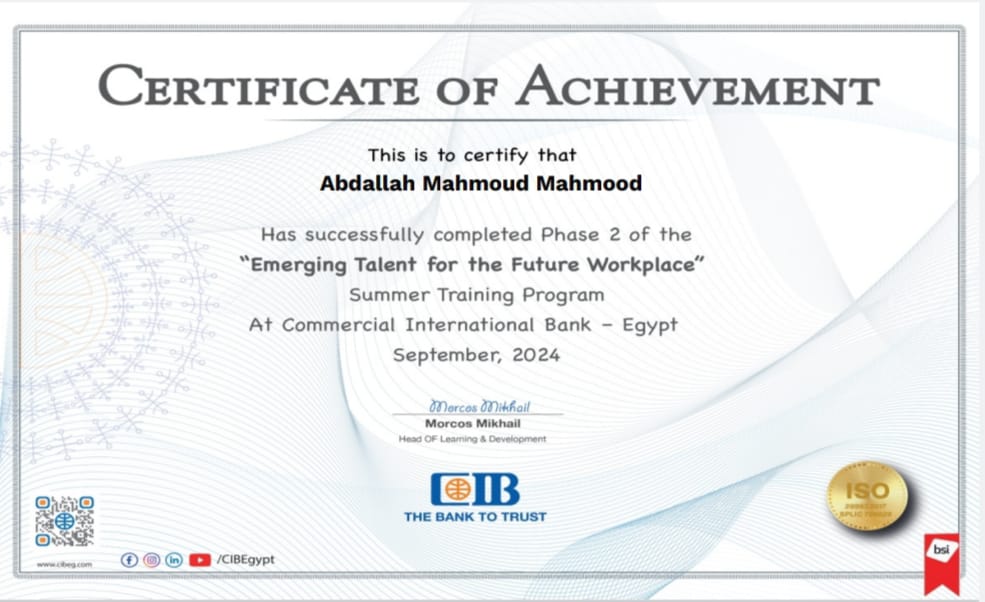 CERTIFICATE OF ACHIEVEMENT
This is to certify that
Abdallah Mahmoud Mahmood
Has successfully completed Phase 2 of the
“Emerging Talent for the Future Workplace”
Summer Training Program
At Commercial International Bank – Egypt
September, 2024
Morcos Mikhail
Morcos Mikhail
Head OF Learning & Development
CIB
THE BANK TO TRUST
ISO
bsi
www.cibeg.com
/CIBEgypt